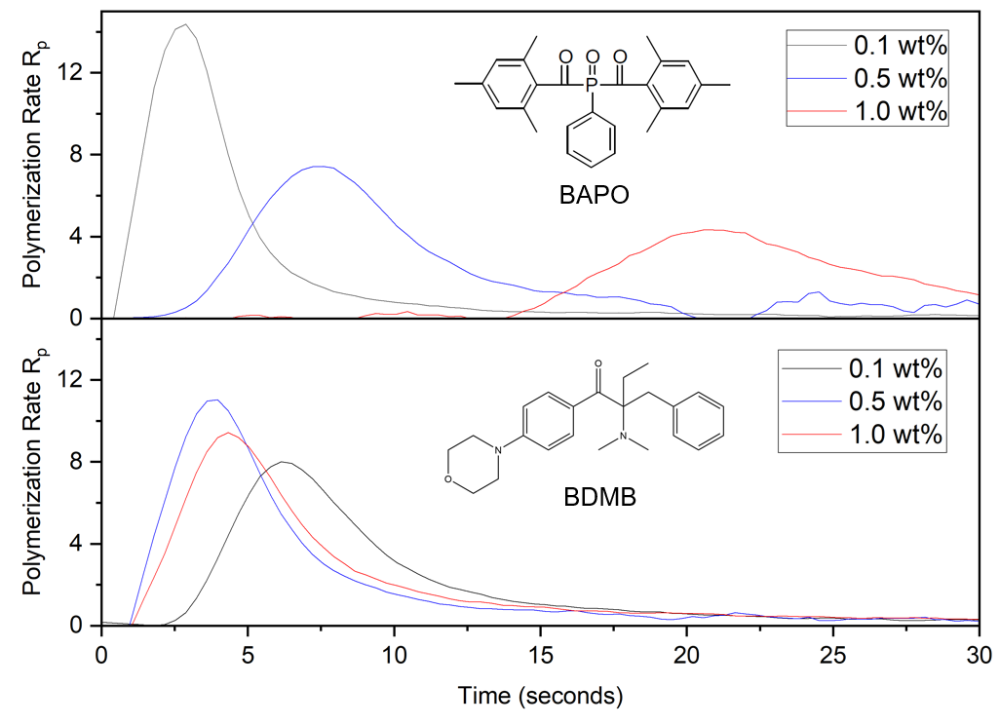 Polymerization Rate Rp
12
8
4
0
O O O
P
BAPO
0.1 wt%
0.5 wt%
1.0 wt%
Polymerization Rate Rp
12
8
4
0
O
N
N
O
BDMB
0.1 wt%
0.5 wt%
1.0 wt%
0 5 10 15 20 25 30
Time (seconds)